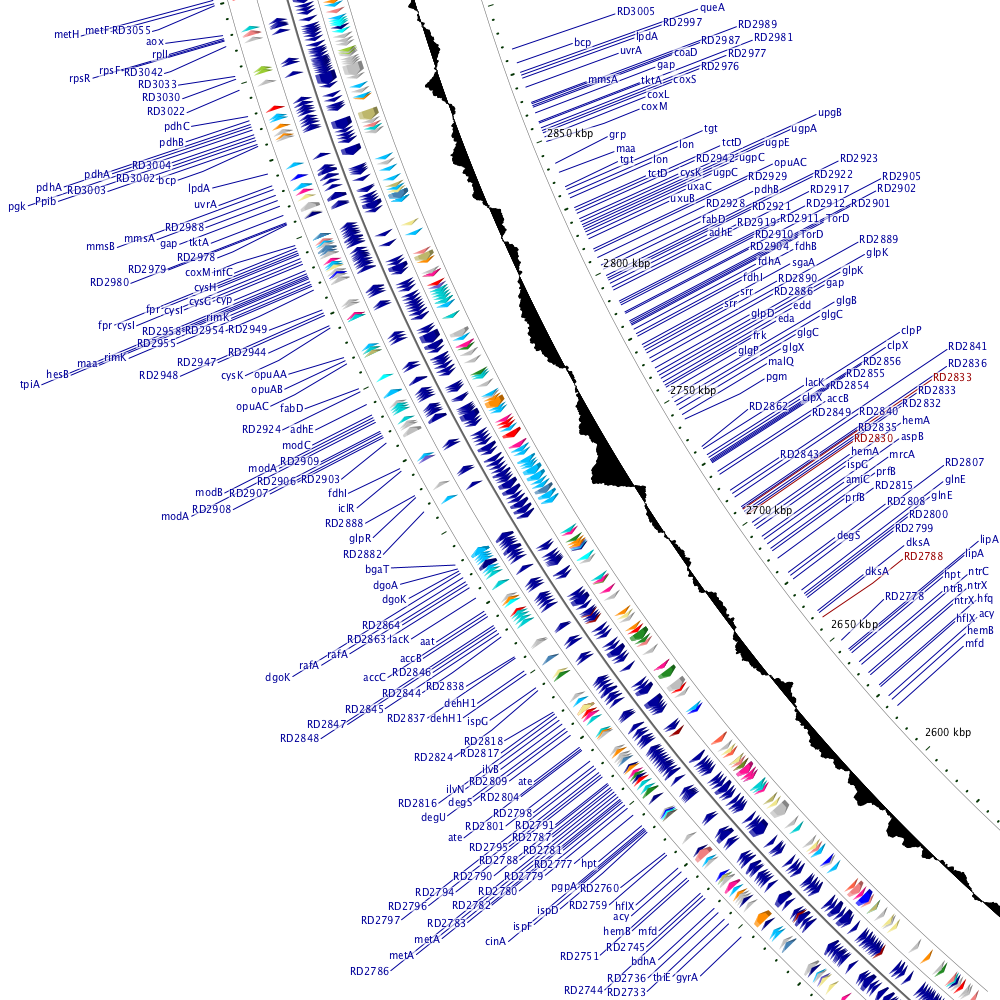 metH
metF
RD3055
aox
rplI
rpsR
rpsF
RD3042
RD3033
RD3030
RD3022
pdhC
pdhB
RD3004
pdhA
RD3002
bcp
pdhA
RD3003
pgk
Ppib
lpdA
uvrA
RD2988
mmsA
mmsB
gap
tktA
RD2978
RD2979
RD2980
coxM
infC
cysH
cysG
cyp
fpr
cysI
rimK
fpr
cysI
RD2958
RD2954
RD2949
RD2955
rimK
maa
hesB
tpiA
RD2944
RD2947
RD2948
cysK
opuAA
opuAB
opuAC
fabD
RD2924
adhE
modC
RD2909
modA
RD2906
RD2903
modB
RD2907
RD2908
modA
fdhI
iclR
RD2888
glpR
RD2882
bgaT
dgoA
dgoK
RD2864
RD2863
lacK
aat
rafA
rafA
dgoK
accB
RD2846
accC
RD2844
RD2838
RD2845
dehH1
RD2837
dehH1
ispG
RD2847
RD2848
RD2818
RD2817
RD2824
ilvB
RD2809
ate
ilvN
RD2804
RD2816
degS
degU
RD2798
RD2801
RD2791
ate
RD2787
RD2795
RD2781
RD2788
RD2777
hpt
RD2790
RD2779
RD2794
RD2780
pgpA
RD2760
RD2796
RD2782
RD2759
hflX
RD2797
ispD
acy
RD2783
ispF
hemB
mfd
metA
cinA
RD2745
metA
RD2751
bdhA
RD2786
RD2736
thiE
gyrA
RD2744
RD2733
RD3005
queA
RD2997
RD2989
bcp
lpdA
RD2987
RD2981
uvrA
coaD
RD2977
gap
RD2976
mmsA
tktA
coxS
coxL
coxM
2850 kbp
upgB
grp
tgt
ugpA
maa
lon
tctD
ugpE
tgt
lon
RD2942
ugpC
opuAC
RD2923
tctD
cysK
ugpC
RD2922
RD2929
RD2905
uxaC
pdhB
RD2917
RD2902
uxuB
RD2928
RD2921
RD2912
RD2901
fabD
RD2919
RD2911
TorD
adhE
RD2910
TorD
RD2889
RD2904
fdhB
glpK
2800 kbp
fdhA
sgaA
glpK
fdhI
RD2890
gap
srr
RD2886
glgB
srr
edd
glpD
eda
glgC
frk
glgC
clpP
glgP
glgX
clpX
RD2841
malQ
RD2856
RD2836
pgm
RD2855
RD2833
lacK
RD2854
RD2833
2750 kbp
clpX
accB
RD2832
RD2862
RD2849
RD2840
hemA
RD2835
RD2830
aspB
RD2843
hemA
mrcA
ispG
prfB
RD2807
amiC
RD2815
glnE
prfB
RD2808
glnE
2700 kbp
RD2800
RD2799
degS
dksA
lipA
RD2788
lipA
dksA
hpt
ntrC
ntrB
ntrX
RD2778
ntrX
hfq
hflX
acy
2650 kbp
hemB
mfd
2600 kbp